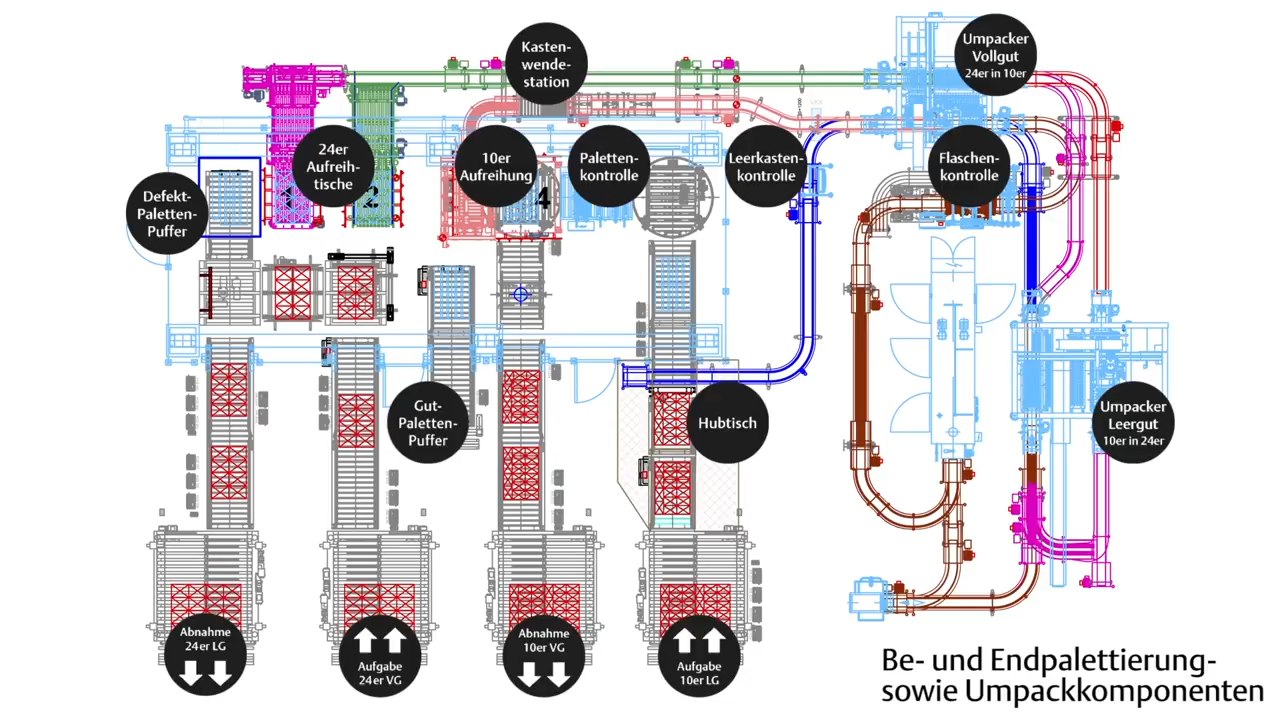 Kasten-
wende-
station
Umpacker
Vollgut
24er in 10er
24er
Aufreih-
tische
10er
Aufreihung
Paletten-
kontrolle
Leerkasten-
kontrolle
Flaschen-
kontrolle
Defekt-
Paletten-
Puffer
2
4
Gut-
Paletten-
Puffer
Hubtisch
Umpacker
Leergut
10er in 24er
Abnahme
24er LG
Aufgabe
24er VG
Abnahme
10er VG
Aufgabe
10er LG
Be- und Endpalettierung-
sowie Umpackkomponenten